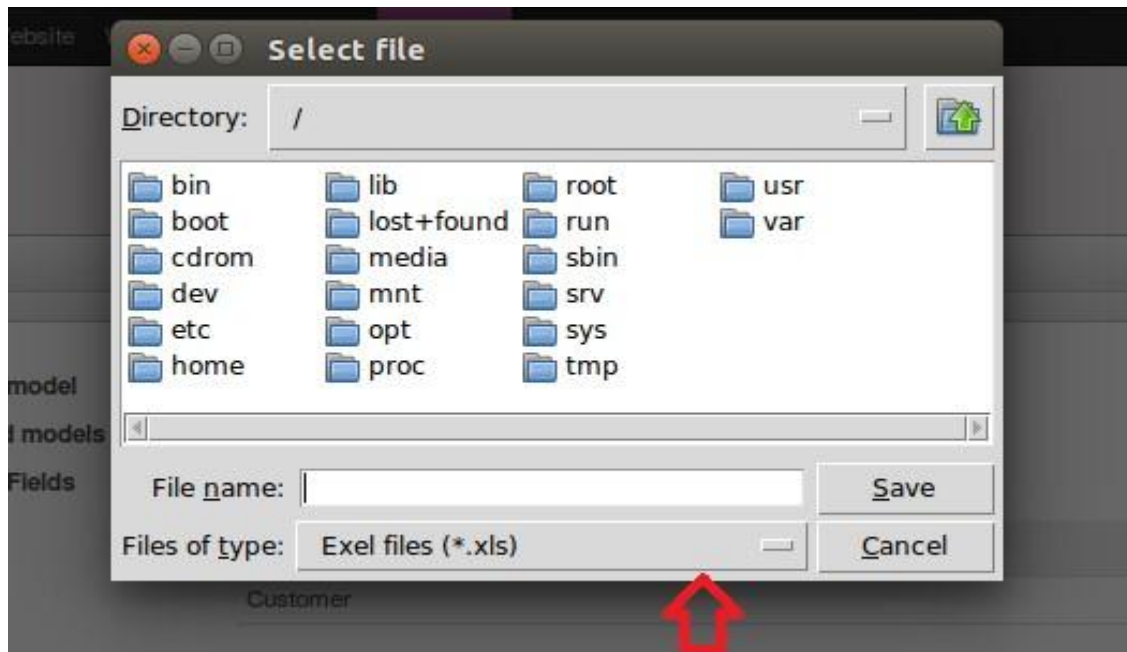 Select file
Directory: /
bin lib root usr
boot lost+found run var
cdrom media sbin
dev mnt srv
etc opt sys
home proc tmp
model
models
Fields
File name: Save
Files of type: Exel files (*.xls) Cancel
Customer